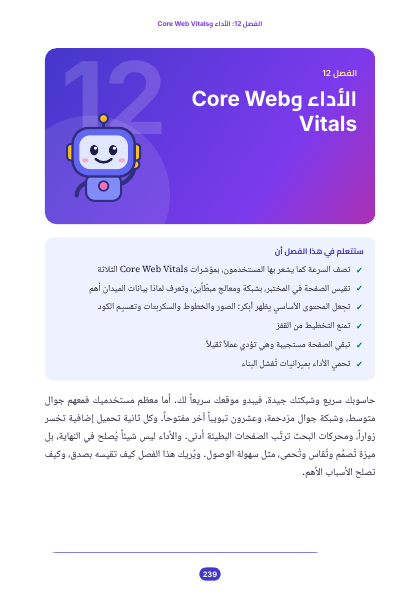 الفصل 12: الأداء وCore Web Vitals
12
الفصل 12
الأداء وCore Web
Vitals
ستتعلم في هذا الفصل أن
✓ تصف السرعة كما يشعر بها المستخدمون، بمؤشرات Core Web Vitals الثلاثة
✓ تقيس الصفحة في المختبر، بشبكة ومعالج مبطّأين، وتعرف لماذا بيانات الميدان أهم
✓ تجعل المحتوى الأساسي يظهر أبكر: الصور والخطوط والسكربتات وتقسيم الكود
✓ تمنع التخطيط من القفز
✓ تبقي الصفحة مستجيبة وهي تؤدي عملاً ثقيلاً
✓ تحمي الأداء بميزانيات تُفشل البناء
حاسوبك سريع وشبكتك جيدة، فيبدو موقعك سريعاً لك. أما معظم مستخدميك فمعهم جوال
متوسط، وشبكة جوال مزدحمة، وعشرون تبويباً آخر مفتوحاً. وكل ثانية تحميل إضافية تخسر
زواراً، ومحركات البحث ترتّب الصفحات البطيئة أدنى. والأداء ليس شيئاً يُصلح في النهاية، بل
ميزة تُصمَّم وتُقاس وتُحمى، مثل سهولة الوصول. ويُريك هذا الفصل كيف تقيسه بصدق، وكيف
تصلح الأسباب الأهم.
239